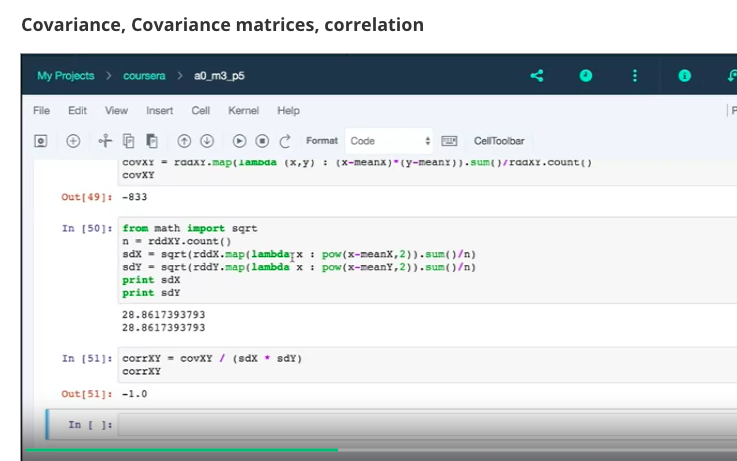 Covariance, Covariance matrices, correlation
My Projects > coursera > a0_m3_p5
File Edit View Insert Cell Kernel Help
Format Code CellToolbar
covXY = rddXY.map(lambda (x,y) : (x-meanX)*(y-meanY)).sum()/rddXY.count()
covXY
Out[49]: -833
In [50]: from math import sqrt
n = rddXY.count()
sdX = sqrt(rddX.map(lambda x : pow(x-meanX,2)).sum()/n)
sdY = sqrt(rddY.map(lambda x : pow(x-meanY,2)).sum()/n)
print sdX
print sdY
28.8617393793
28.8617393793
In [51]: corrXY = covXY / (sdX * sdY)
corrXY
Out[51]: -1.0
In [ ]: